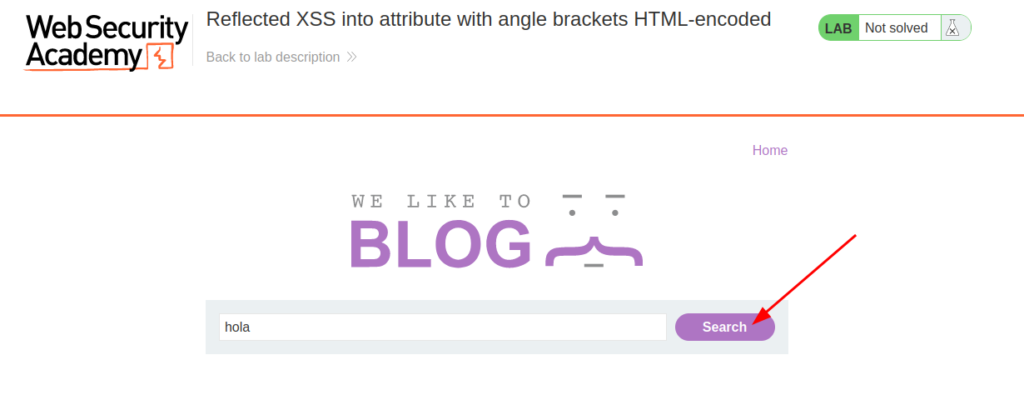 Web Security
Academy
Reflected XSS into attribute with angle brackets HTML-encoded
Back to lab description >>
LAB Not solved
Home
WE LIKE TO
BLOG
hola
Search